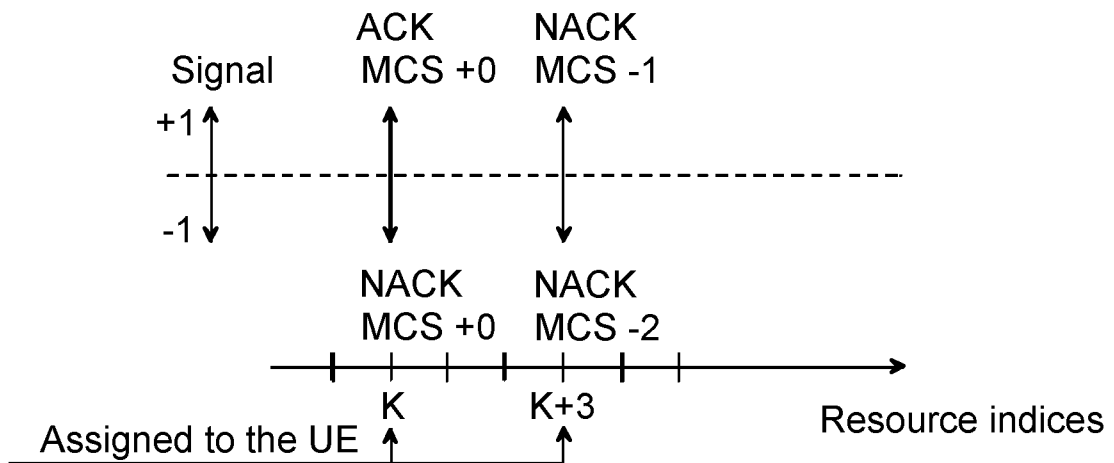 ACK
MCS +0
NACK
MCS -1
Signal
+1
-1
NACK
MCS +0
NACK
MCS -2
K
K+3
Resource indices
Assigned to the UE